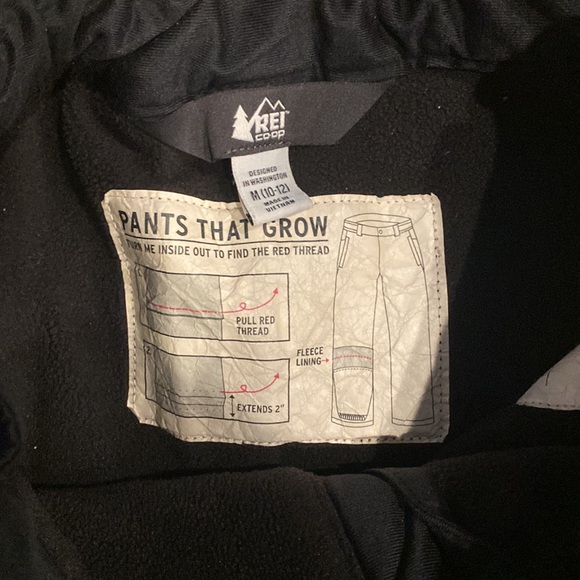 REI
CO·OP
DESIGNED
IN WASHINGTON
M (10-12)
MADE IN
VIETNAM
PANTS THAT GROW
TURN ME INSIDE OUT TO FIND THE RED THREAD
PULL RED
THREAD
2
EXTENDS 2"
FLEECE
LINING